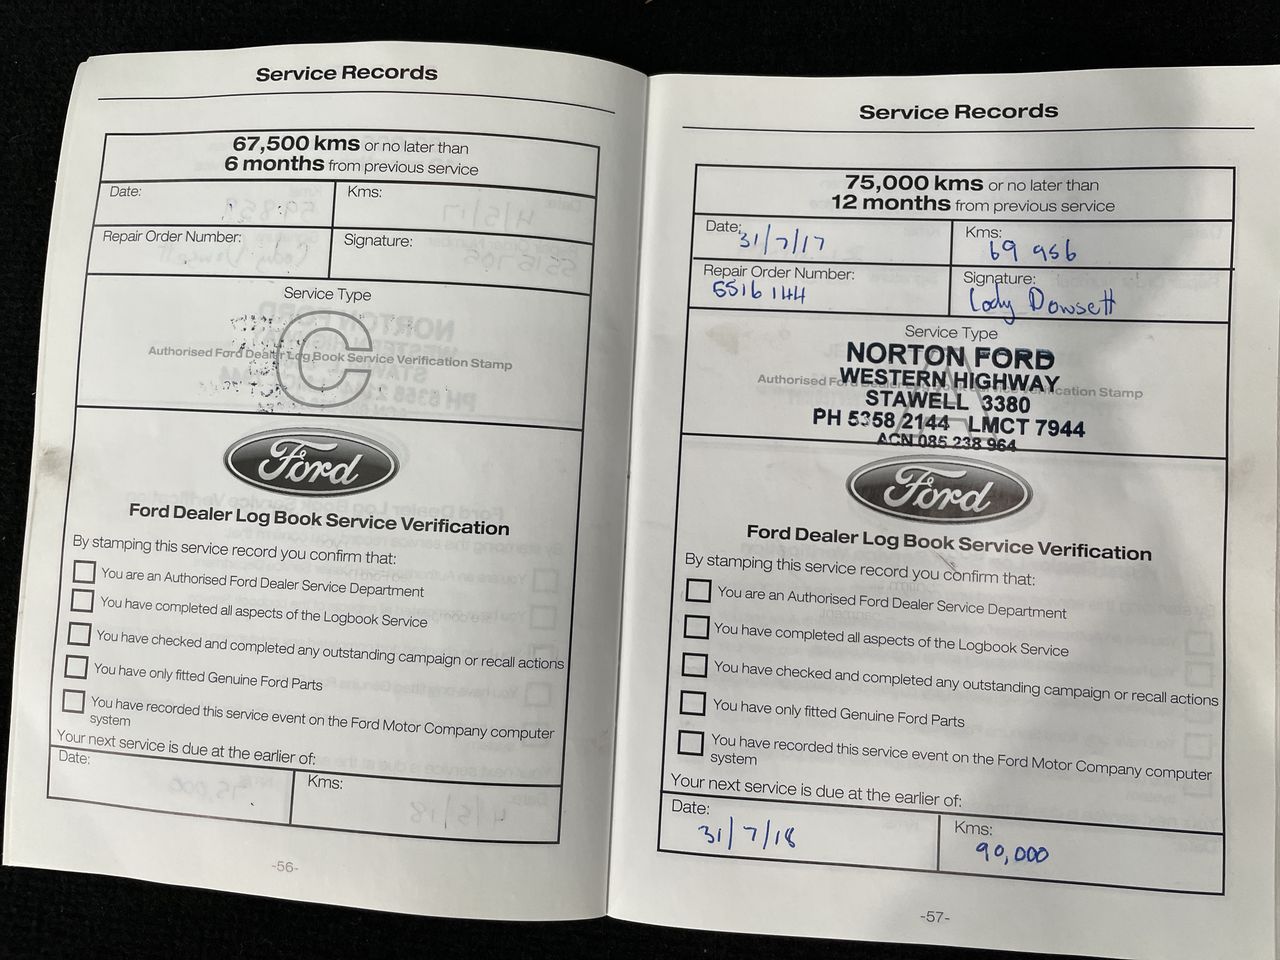 Service Records
67,500 kms or no later than
6 months from previous service
Date:
Kms:
Repair Order Number:
Signature:
Service Type
C
Authorised Ford Dealer Log Book Service Verification Stamp
Ford
Ford Dealer Log Book Service Verification
By stamping this service record you confirm that:
You are an Authorised Ford Dealer Service Department
You have completed all aspects of the Logbook Service
You have checked and completed any outstanding campaign or recall actions
You have only fitted Genuine Ford Parts
You have recorded this service event on the Ford Motor Company computer
system
Your next service is due at the earlier of:
Date:
Kms:
-56-
Service Records
75,000 kms or no later than
12 months from previous service
Date: 31/7/17
Kms: 69 956
Repair Order Number:
5516144
Signature:
Cody Dowsett
Service Type
NORTON FORD
WESTERN HIGHWAY
Authorised Ford Dealer Log Book Service Verification Stamp
STAWELL 3380
PH 5358 2144 LMCT 7944
ACN 085 238 964
Ford
Ford Dealer Log Book Service Verification
By stamping this service record you confirm that:
You are an Authorised Ford Dealer Service Department
You have completed all aspects of the Logbook Service
You have checked and completed any outstanding campaign or recall actions
You have only fitted Genuine Ford Parts
You have recorded this service event on the Ford Motor Company computer
system
Your next service is due at the earlier of:
Date:
31/7/18
Kms:
90,000
-57-